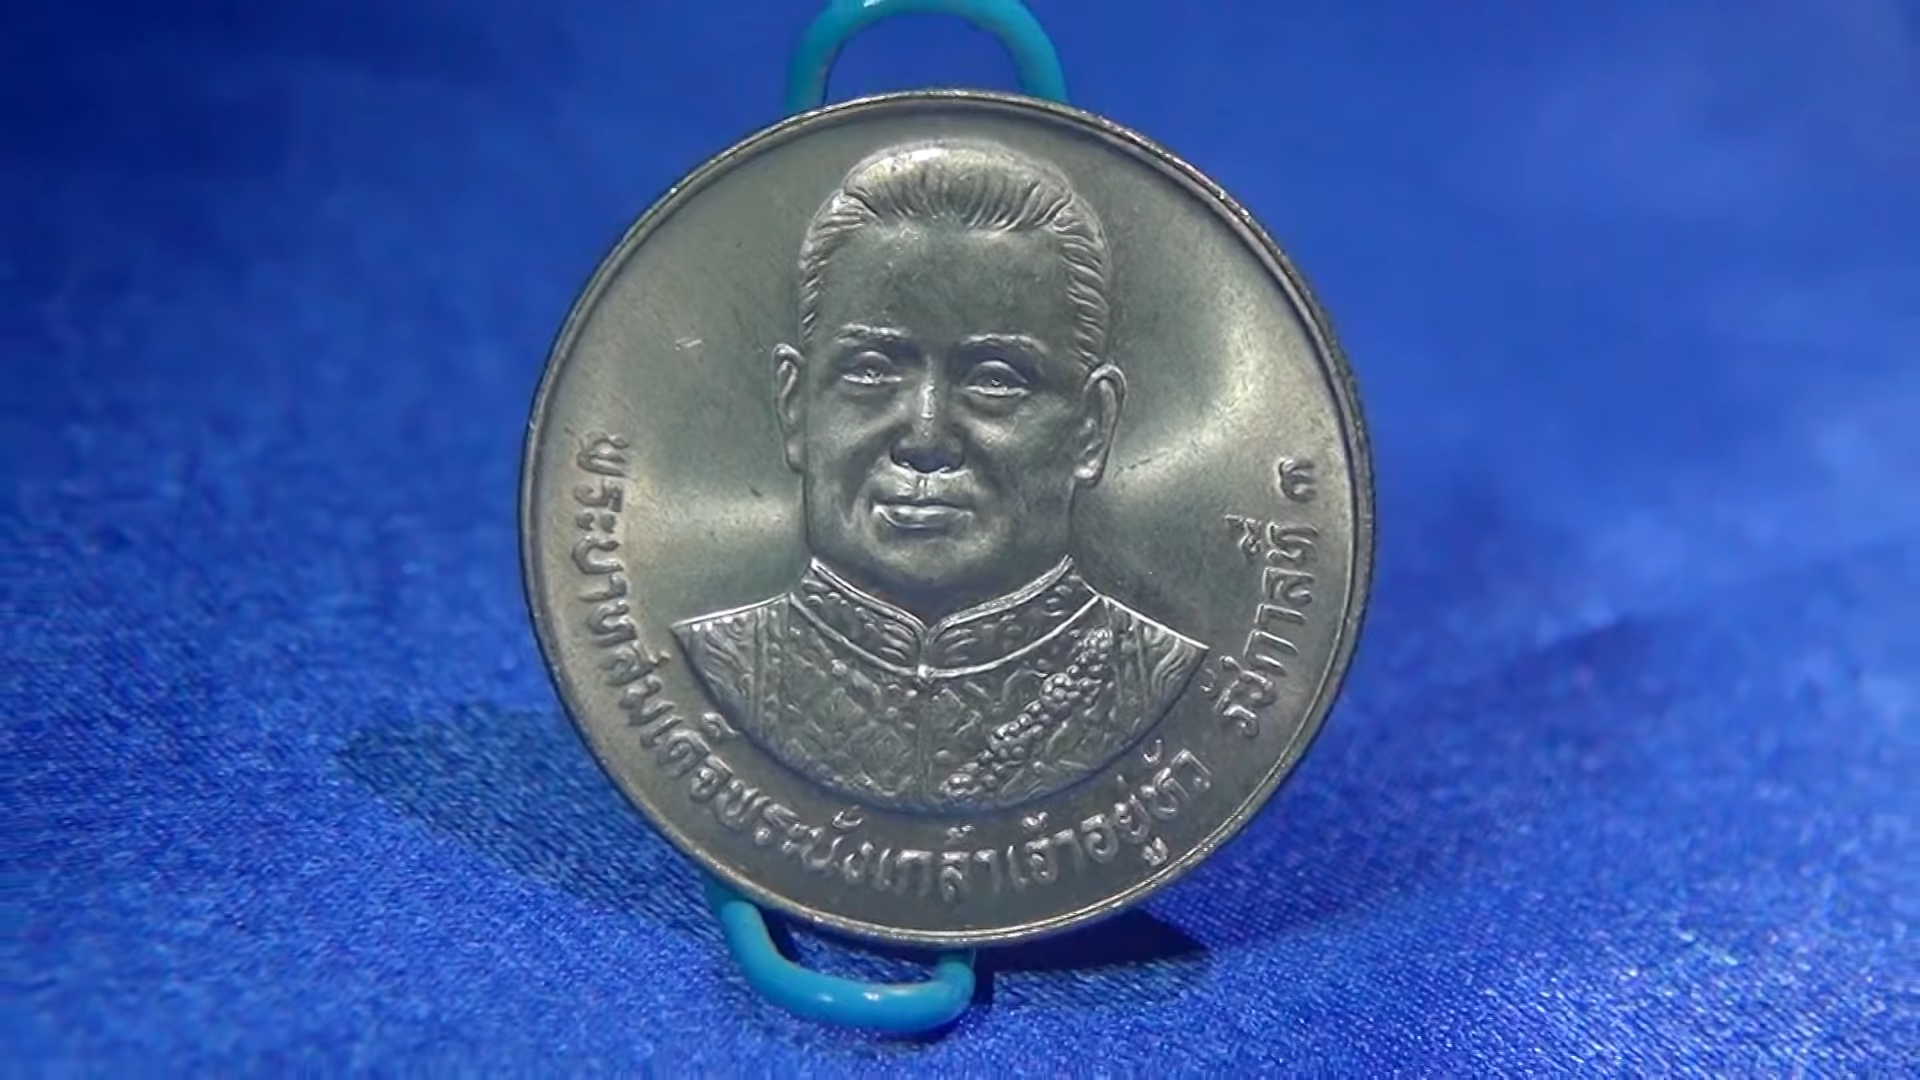 พระบาทสมเด็จพระนั่งเกล้าเจ้าอยู่หัว รัชกาลที่ ๓